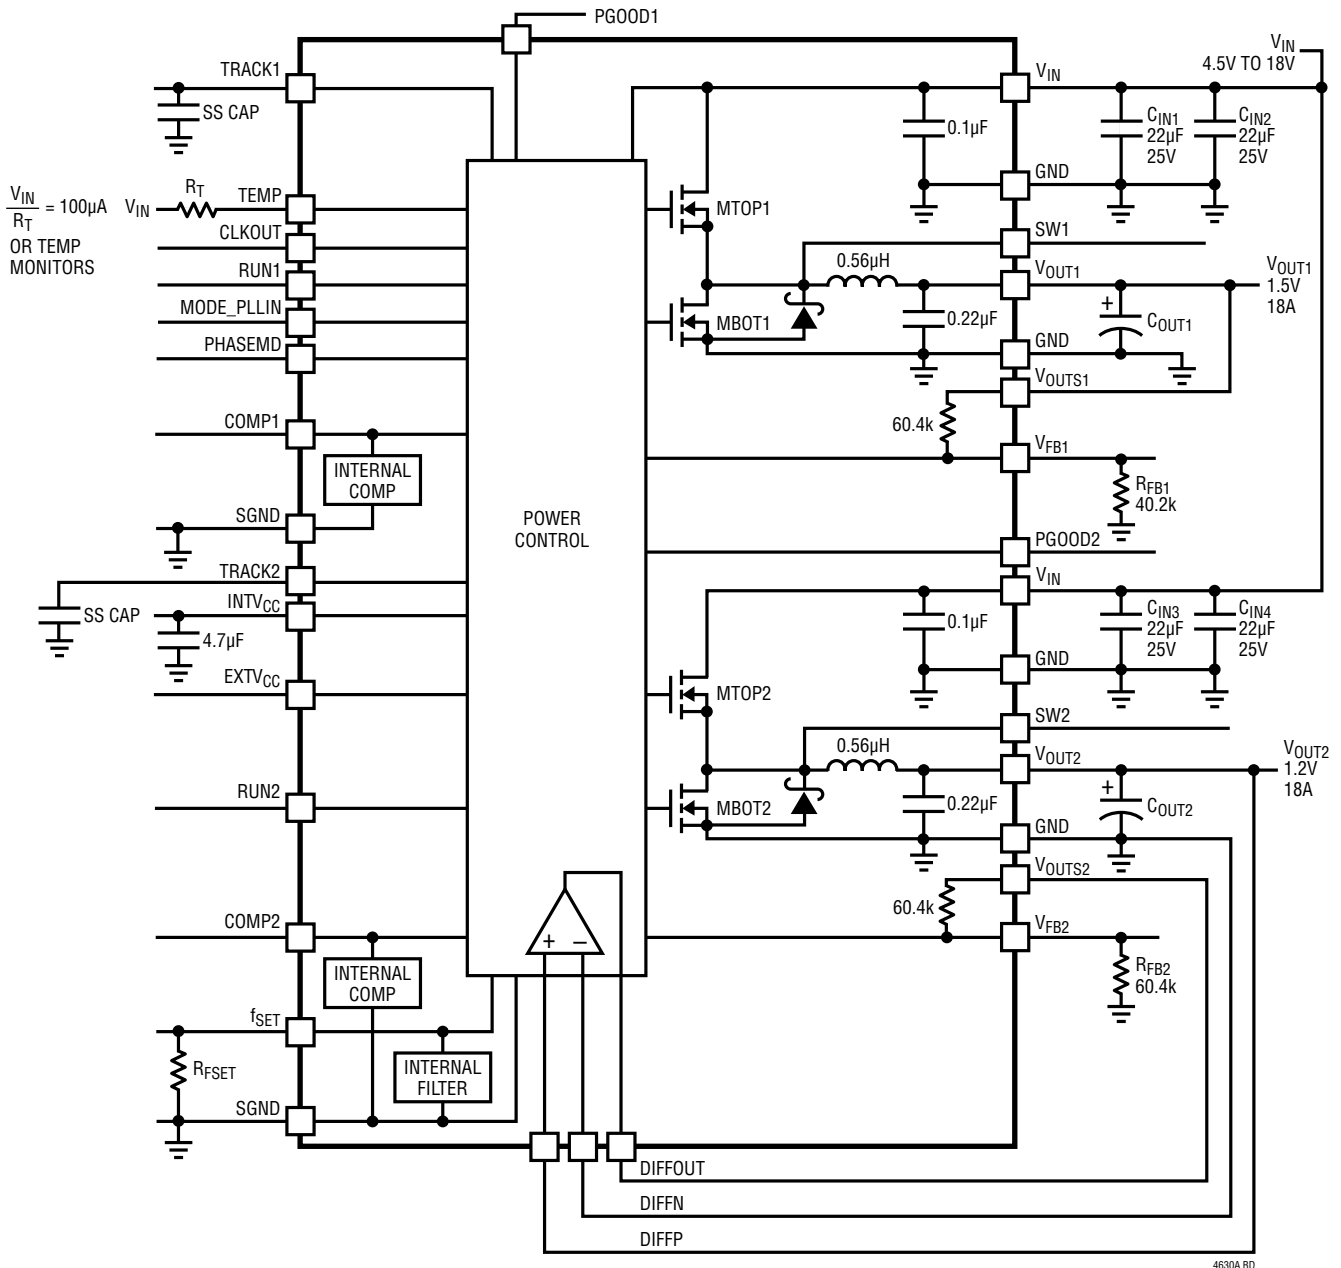 PGOOD1
TRACK1
SS CAP
V_IN
4.5V TO 18V
V_IN
0.1µF
C_IN1
22µF
25V
C_IN2
22µF
25V
GND
V_IN
R_T
= 100µA
OR TEMP
MONITORS
V_IN
R_T
TEMP
CLKOUT
RUN1
MODE_PLLIN
PHASEMD
MTOP1
SW1
0.56µH
V_OUT1
V_OUT1
1.5V
18A
MBOT1
0.22µF
+
C_OUT1
GND
V_OUTS1
60.4k
COMP1
INTERNAL
COMP
V_FB1
R_FB1
40.2k
SGND
POWER
CONTROL
PGOOD2
TRACK2
SS CAP
INTV_CC
4.7µF
EXTV_CC
V_IN
0.1µF
C_IN3
22µF
25V
C_IN4
22µF
25V
GND
MTOP2
SW2
0.56µH
V_OUT2
V_OUT2
1.2V
18A
RUN2
MBOT2
0.22µF
+
C_OUT2
GND
V_OUTS2
60.4k
COMP2
INTERNAL
COMP
+ –
V_FB2
R_FB2
60.4k
f_SET
R_FSET
INTERNAL
FILTER
SGND
DIFFOUT
DIFFN
DIFFP
4630A BD